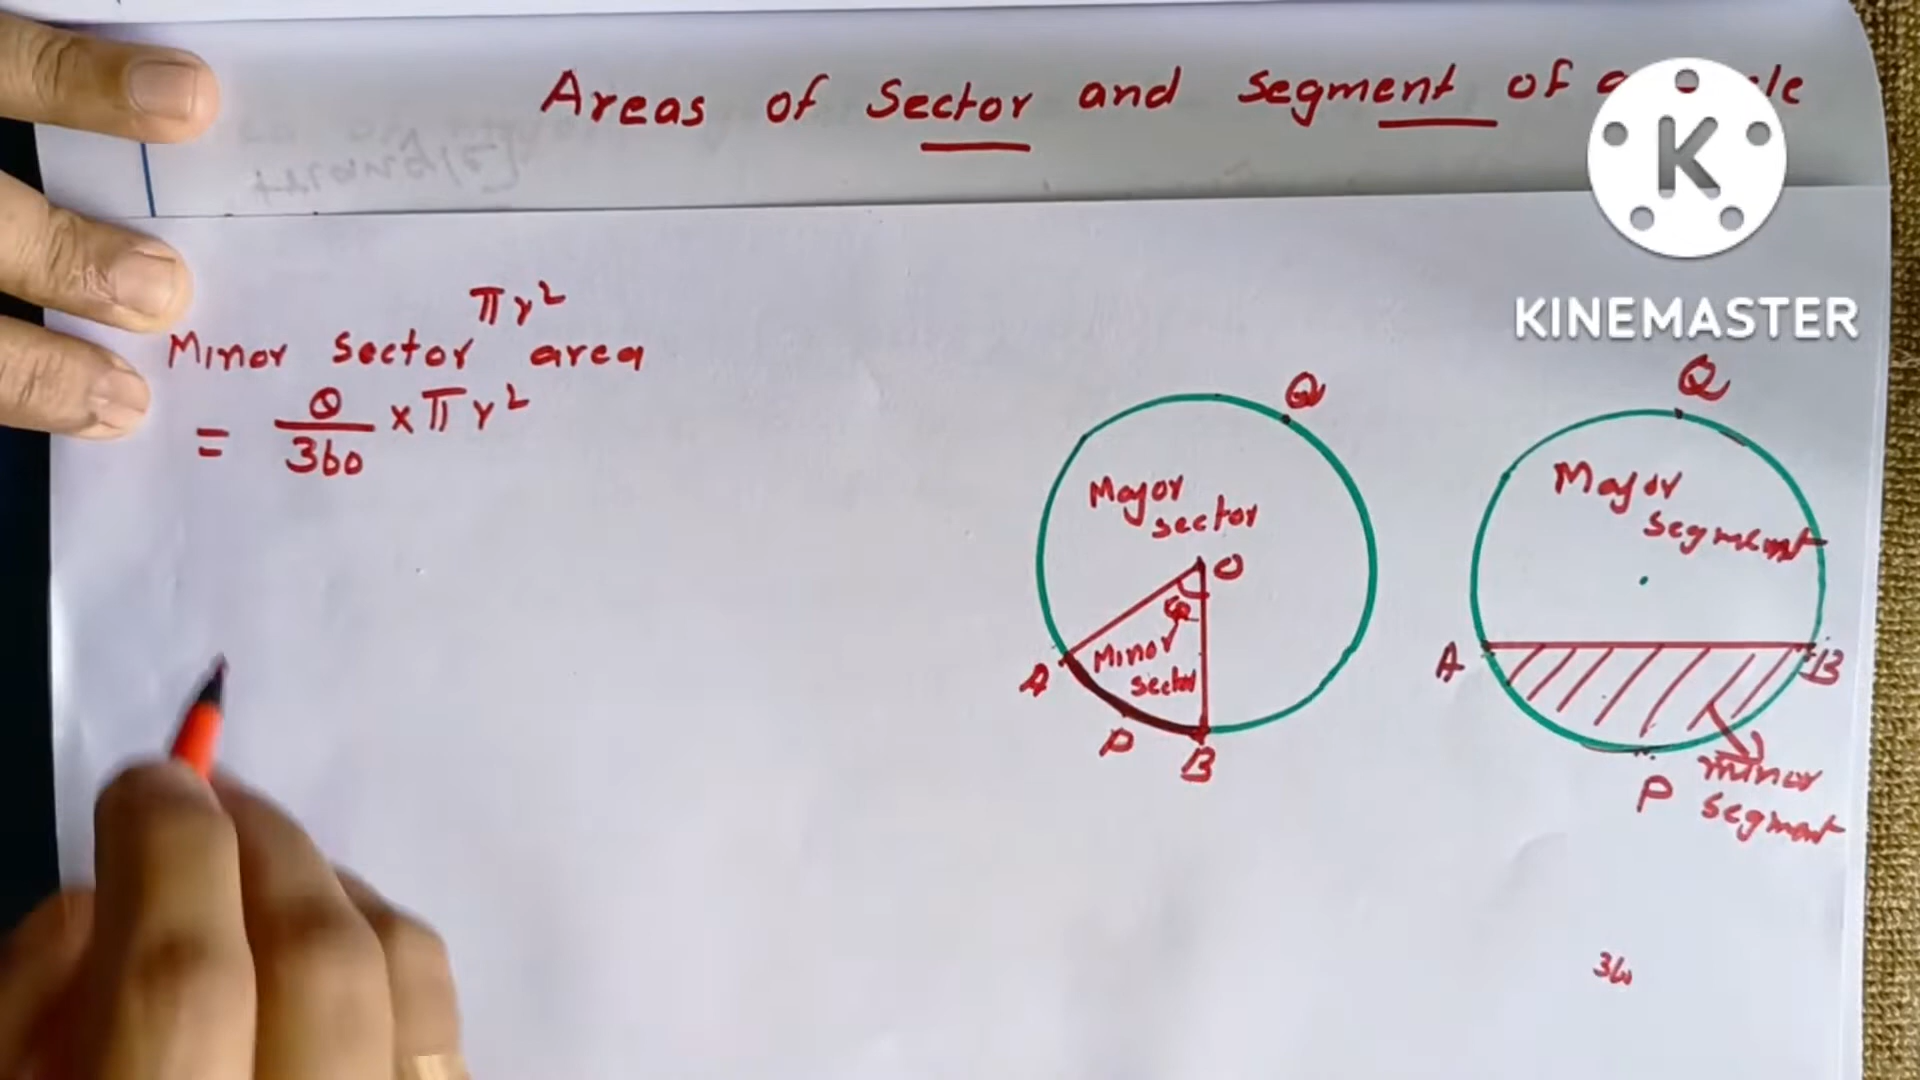 Areas of Sector and Segment of a
K
KINEMASTER
πr²
Minor sector area
= θ/360 × πr²
Q
Major
sector
O
Minor
sector
A
P
B
Q
Major
segment
A
B
minor
P
segment
360